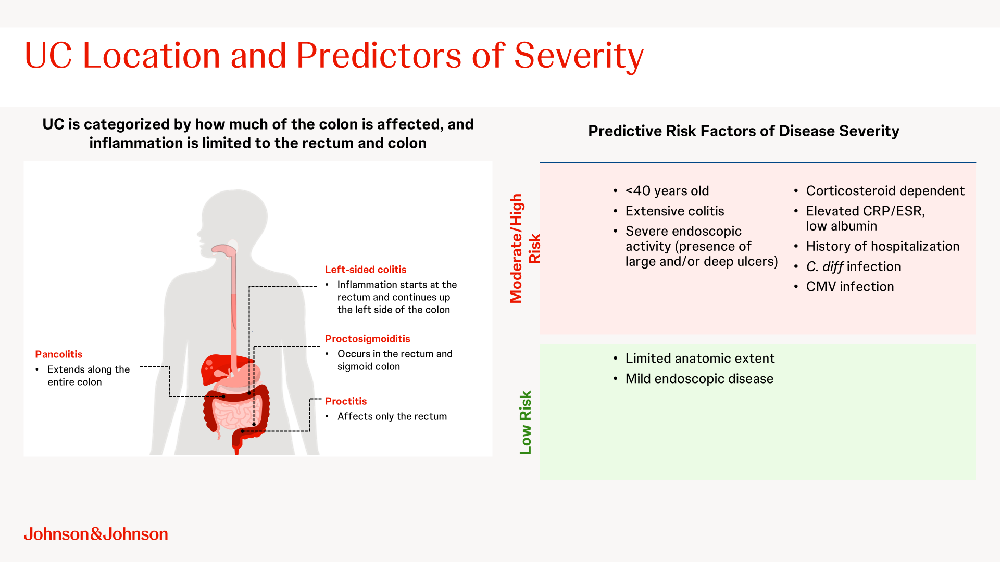 UC Location and Predictors of Severity
UC is categorized by how much of the colon is affected, and
inflammation is limited to the rectum and colon
Left-sided colitis
• Inflammation starts at the
rectum and continues up
the left side of the colon
Proctosigmoiditis
• Occurs in the rectum and
sigmoid colon
Pancolitis
• Extends along the
entire colon
Proctitis
• Affects only the rectum
Predictive Risk Factors of Disease Severity
Moderate/High
Risk
• <40 years old
• Extensive colitis
• Severe endoscopic
activity (presence of
large and/or deep ulcers)
• Corticosteroid dependent
• Elevated CRP/ESR,
low albumin
• History of hospitalization
• C. diff infection
• CMV infection
Low Risk
• Limited anatomic extent
• Mild endoscopic disease
Johnson&Johnson